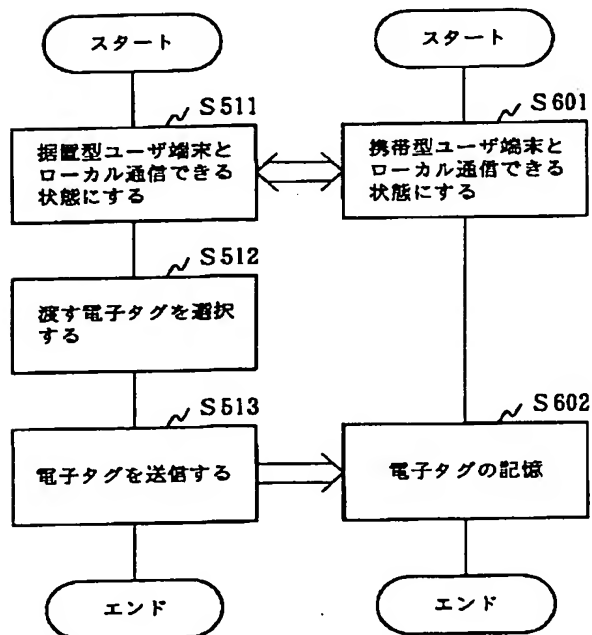 スタート
S511
据置型ユーザ端末と
ローカル通信できる
状態にする
S512
渡す電子タグを選択
する
S513
電子タグを送信する
エンド
スタート
S601
携帯型ユーザ端末と
ローカル通信できる
状態にする
S602
電子タグの記憶
エンド